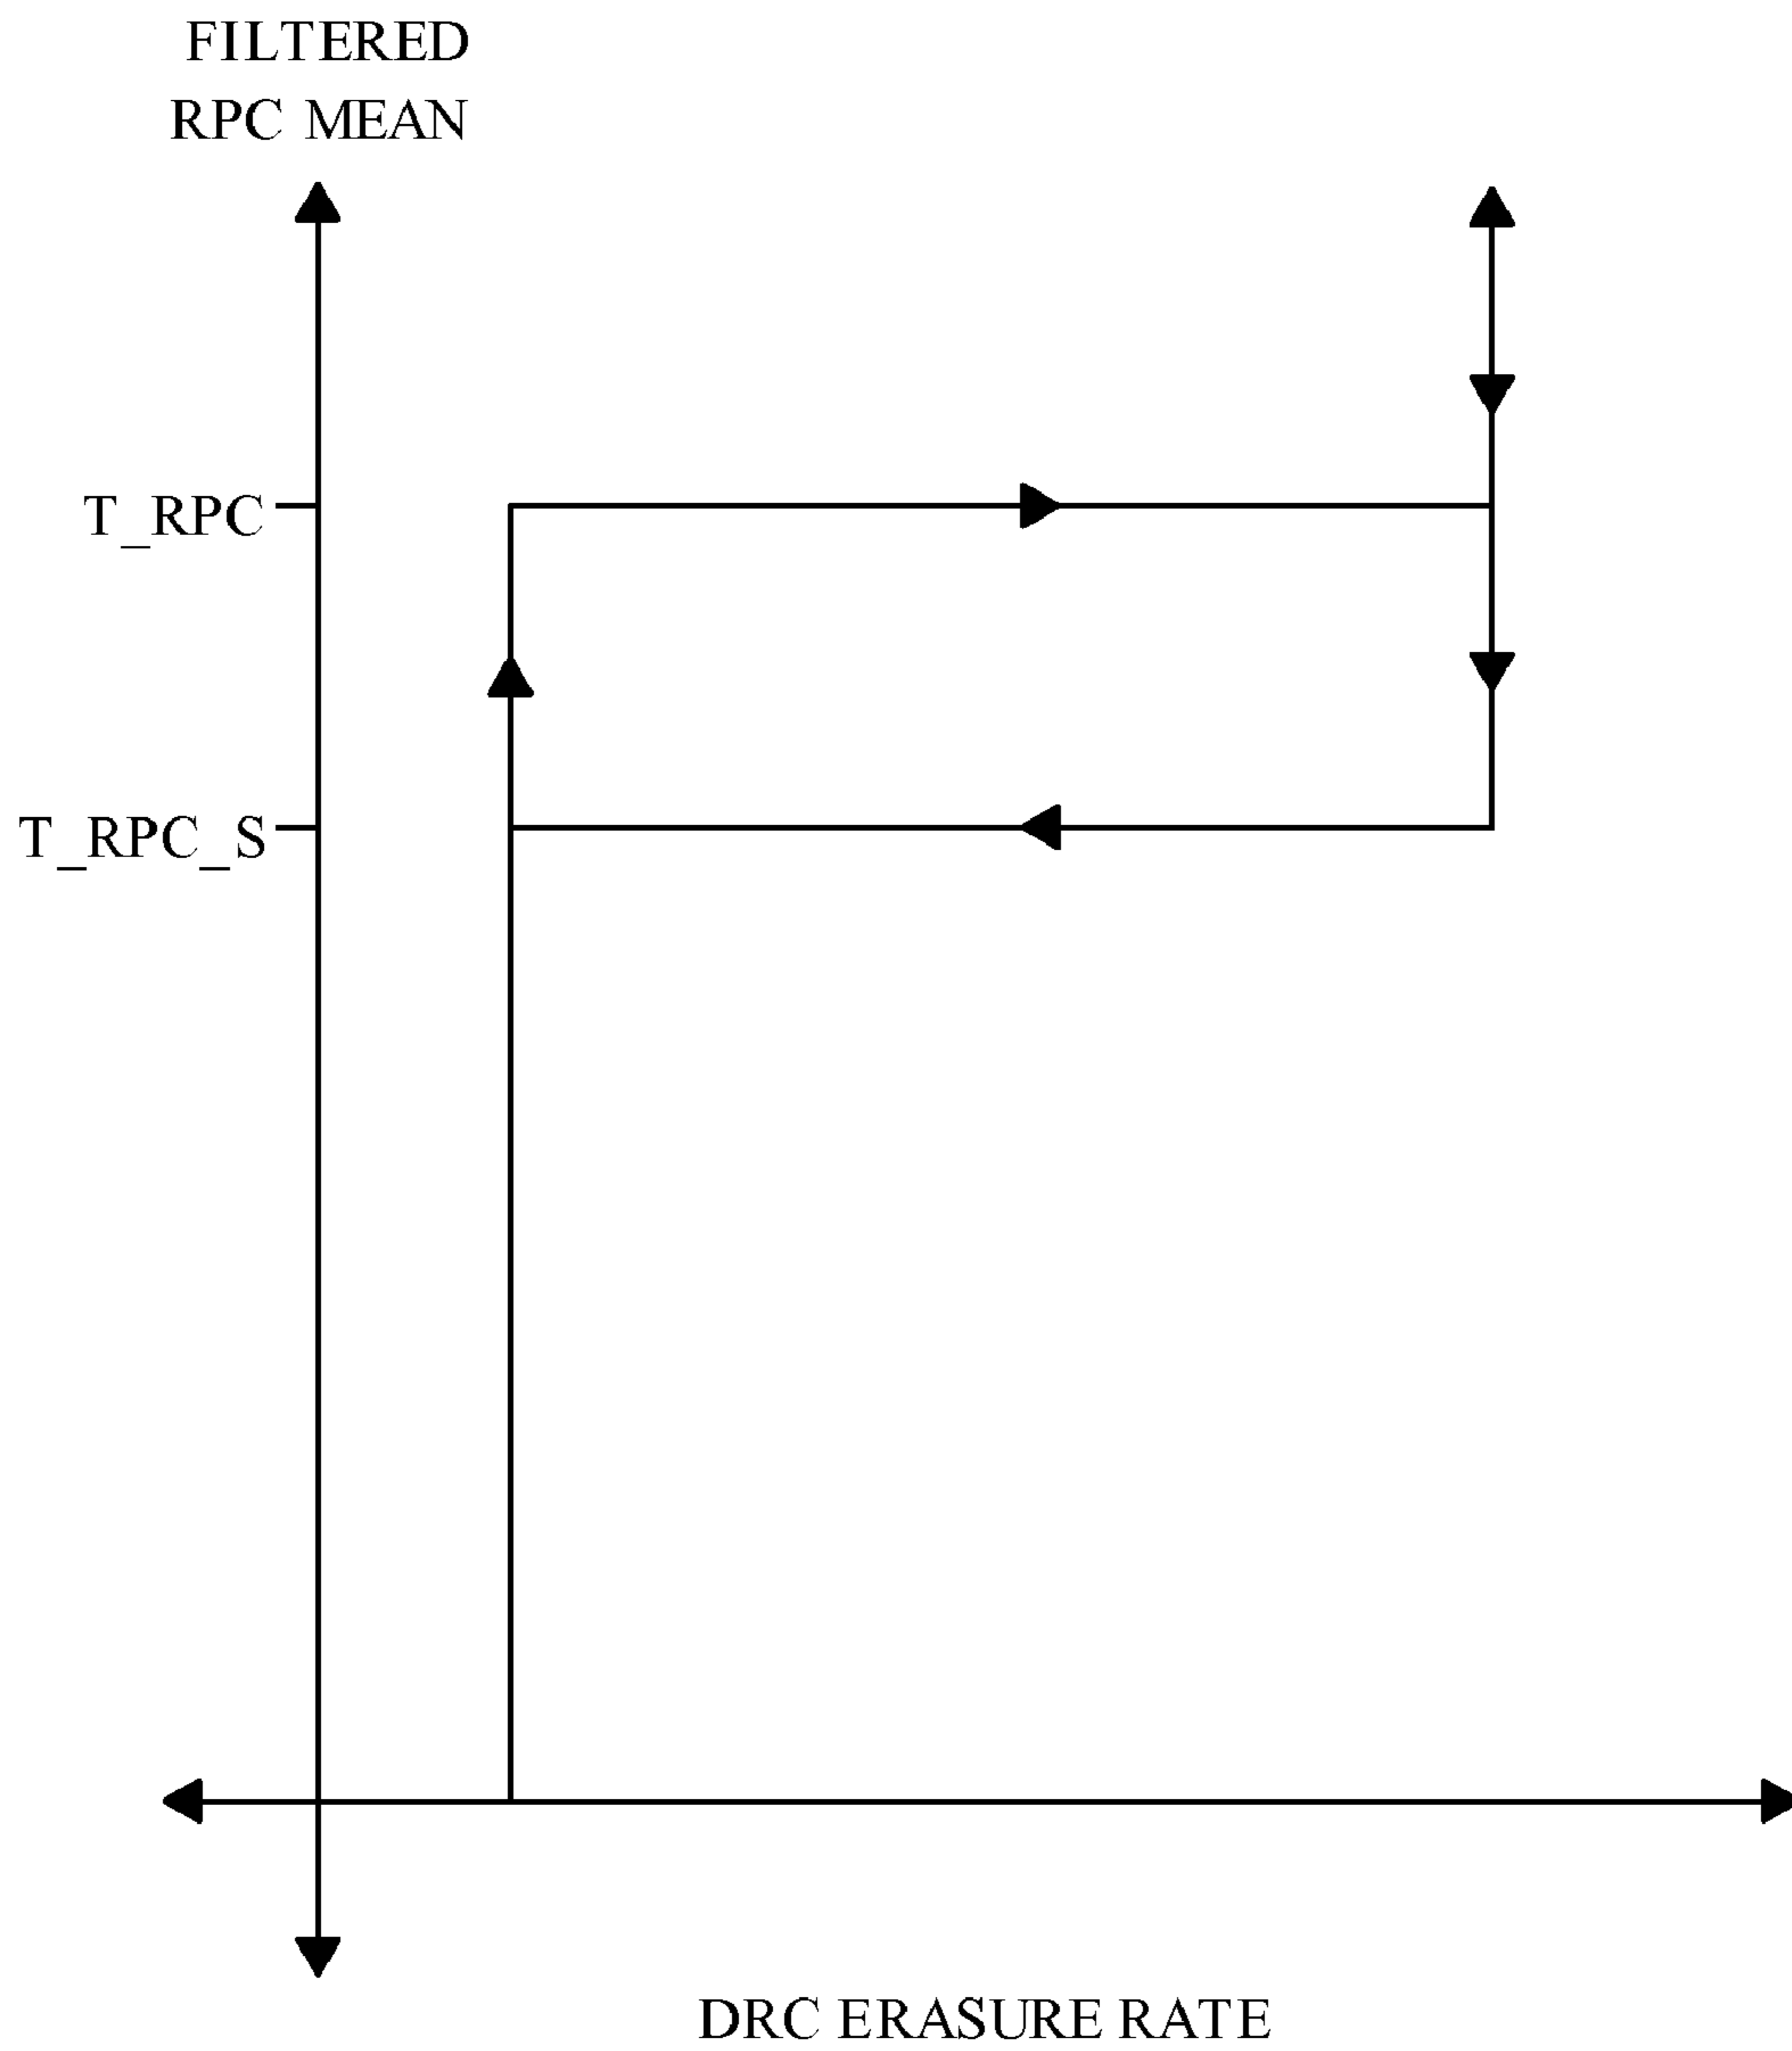 FILTERED
RPC MEAN
T_RPC
T_RPC_S
DRC ERASURE RATE